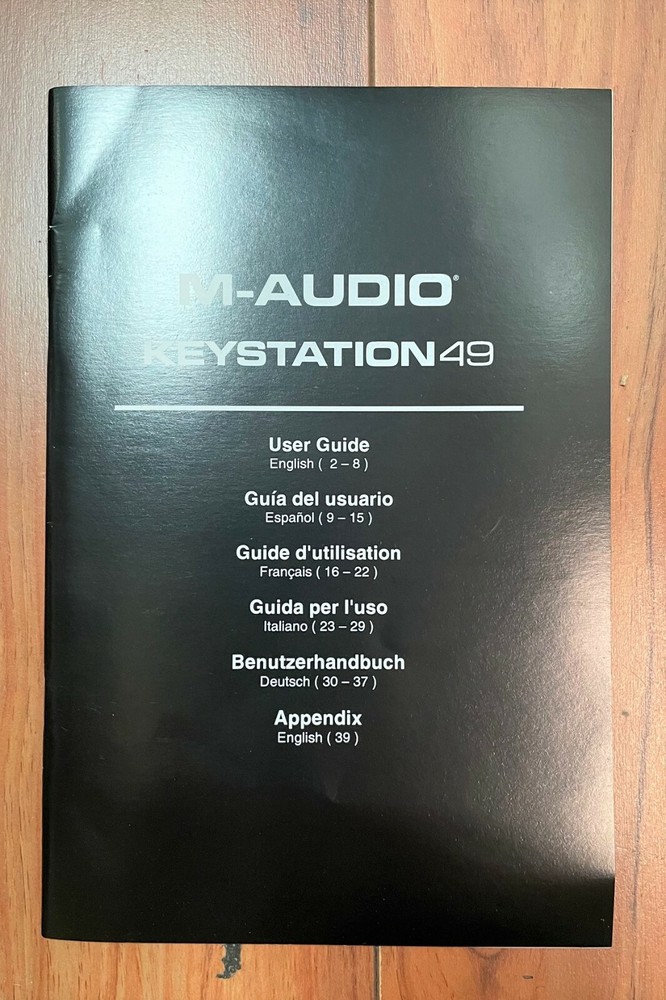 M-AUDIO®
KEYSTATION49
User Guide
English ( 2 – 8 )
Guía del usuario
Español ( 9 – 15 )
Guide d'utilisation
Français ( 16 – 22 )
Guida per l'uso
Italiano ( 23 – 29 )
Benutzerhandbuch
Deutsch ( 30 – 37 )
Appendix
English ( 39 )